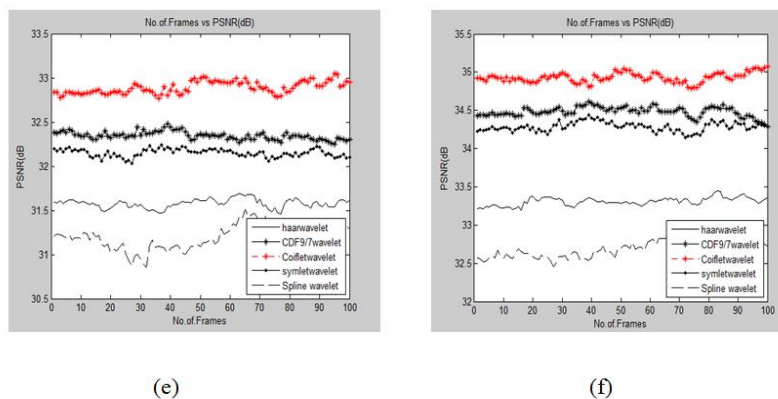 No.of.Frames vs PSNR(dB)
33.5
33
32.5
32
31.5
31
30.5
PSNR(dB
0 10 20 30 40 50 60 70 80 90 100
No.of.Frames
haarwavelet
CDF9/7wavelet
Coifletwavelet
symletwavelet
Spline wavelet
(e)
No.of.Frames vs PSNR(dB)
35.5
35
34.5
34
33.5
33
32.5
32
PSNR(dB
0 10 20 30 40 50 60 70 80 90 100
No.of.Frames
haarwavelet
CDF9/7wavelet
Coifletwavelet
symletwavelet
Spline wavelet
(f)